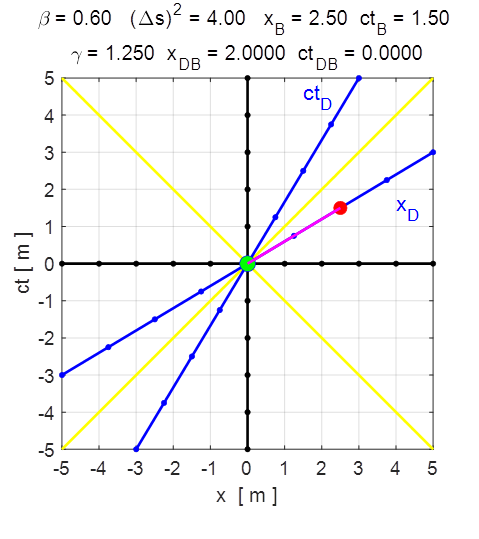 β = 0.60 (Δs)² = 4.00 x_B = 2.50 ct_B = 1.50
γ = 1.250 x_DB = 2.0000 ct_DB = 0.0000
5
4
3
2
1
0
-1
-2
-3
-4
-5
ct [ m ]
ct_D
x_D
-5 -4 -3 -2 -1 0 1 2 3 4 5
x [ m ]